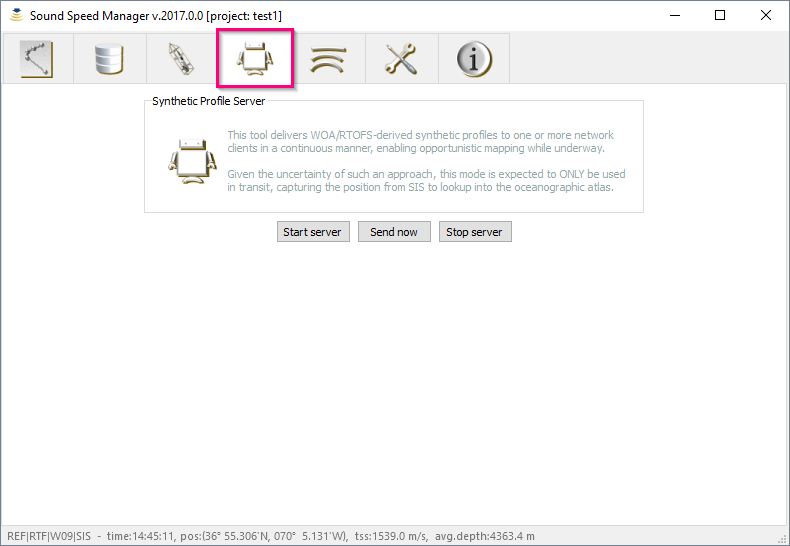 Sound Speed Manager v.2017.0.0 [project: test1]
Synthetic Profile Server
This tool delivers WOA/RTOFS-derived synthetic profiles to one or more network
clients in a continuous manner, enabling opportunistic mapping while underway.
Given the uncertainty of such an approach, this mode is expected to ONLY be used
in transit, capturing the position from SIS to lookup into the oceanographic atlas.
Start server Send now Stop server
REF|RTF|W09|SIS - time:14:45:11, pos:(36° 55.306'N, 070° 5.131'W), tss:1539.0 m/s, avg.depth:4363.4 m